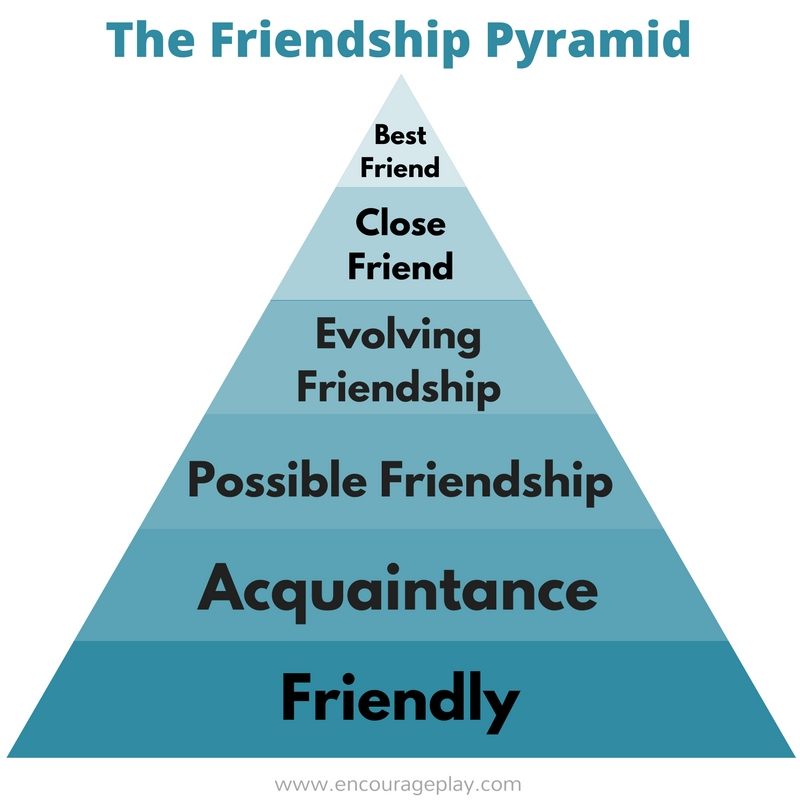 The Friendship Pyramid
Best
Friend
Close
Friend
Evolving
Friendship
Possible Friendship
Acquaintance
Friendly
www.encourageplay.com